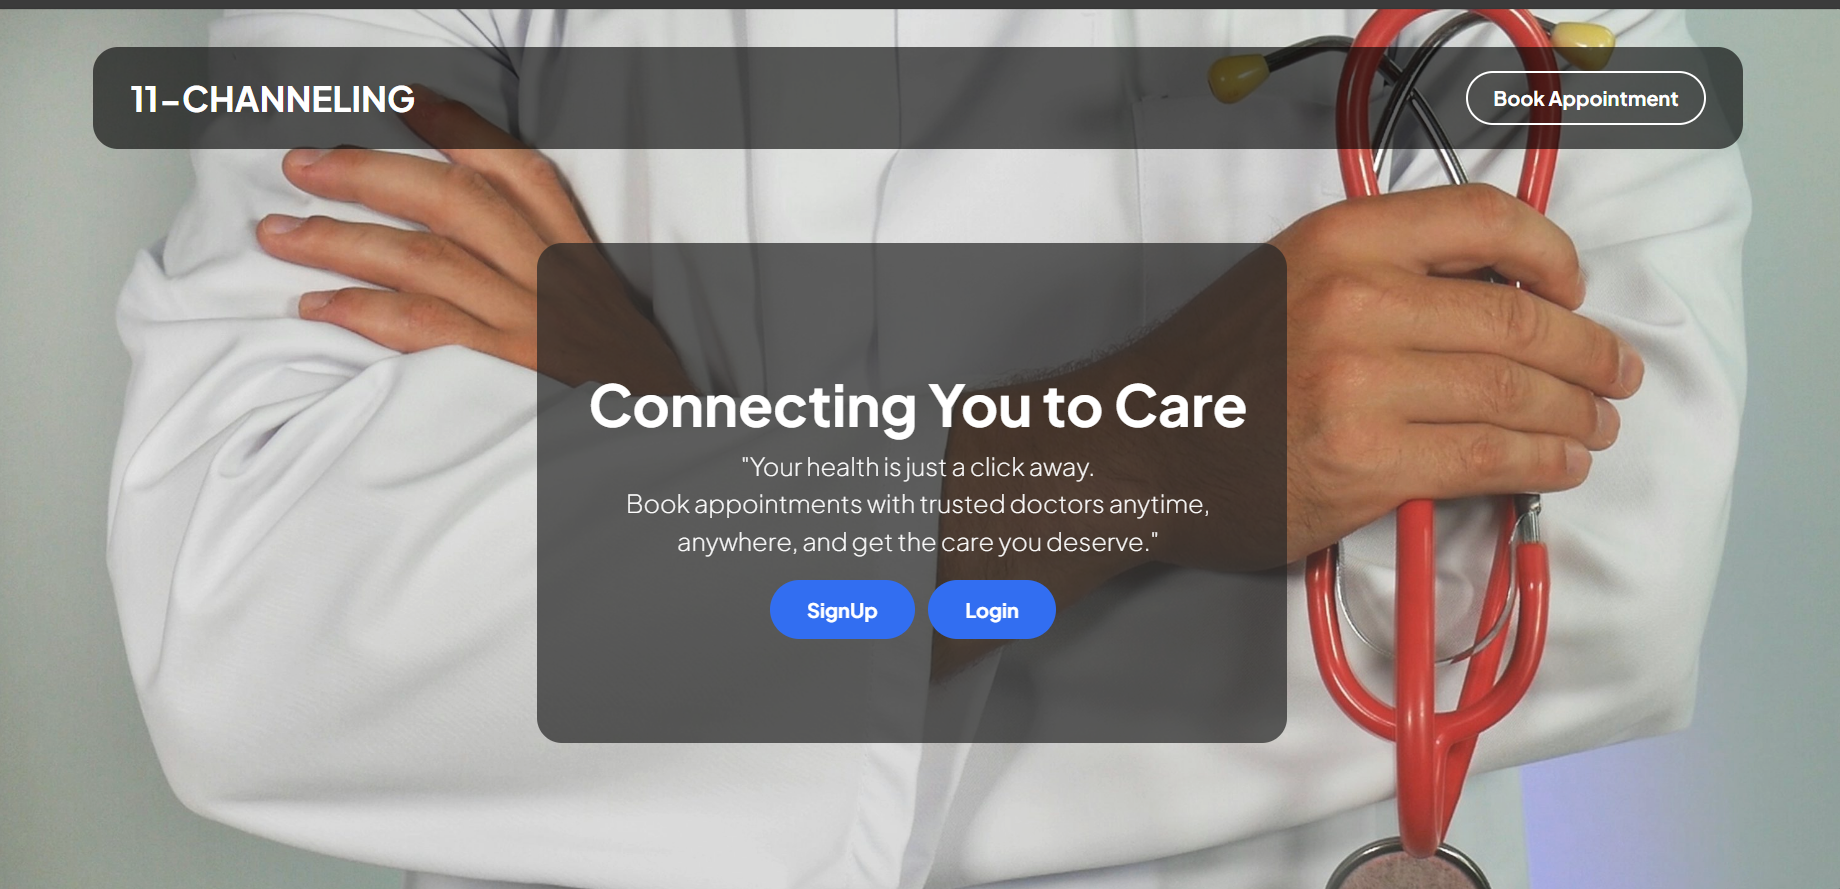 11-CHANNELING
Book Appointment
Connecting You to Care
"Your health is just a click away.
Book appointments with trusted doctors anytime,
anywhere, and get the care you deserve."
SignUp
Login